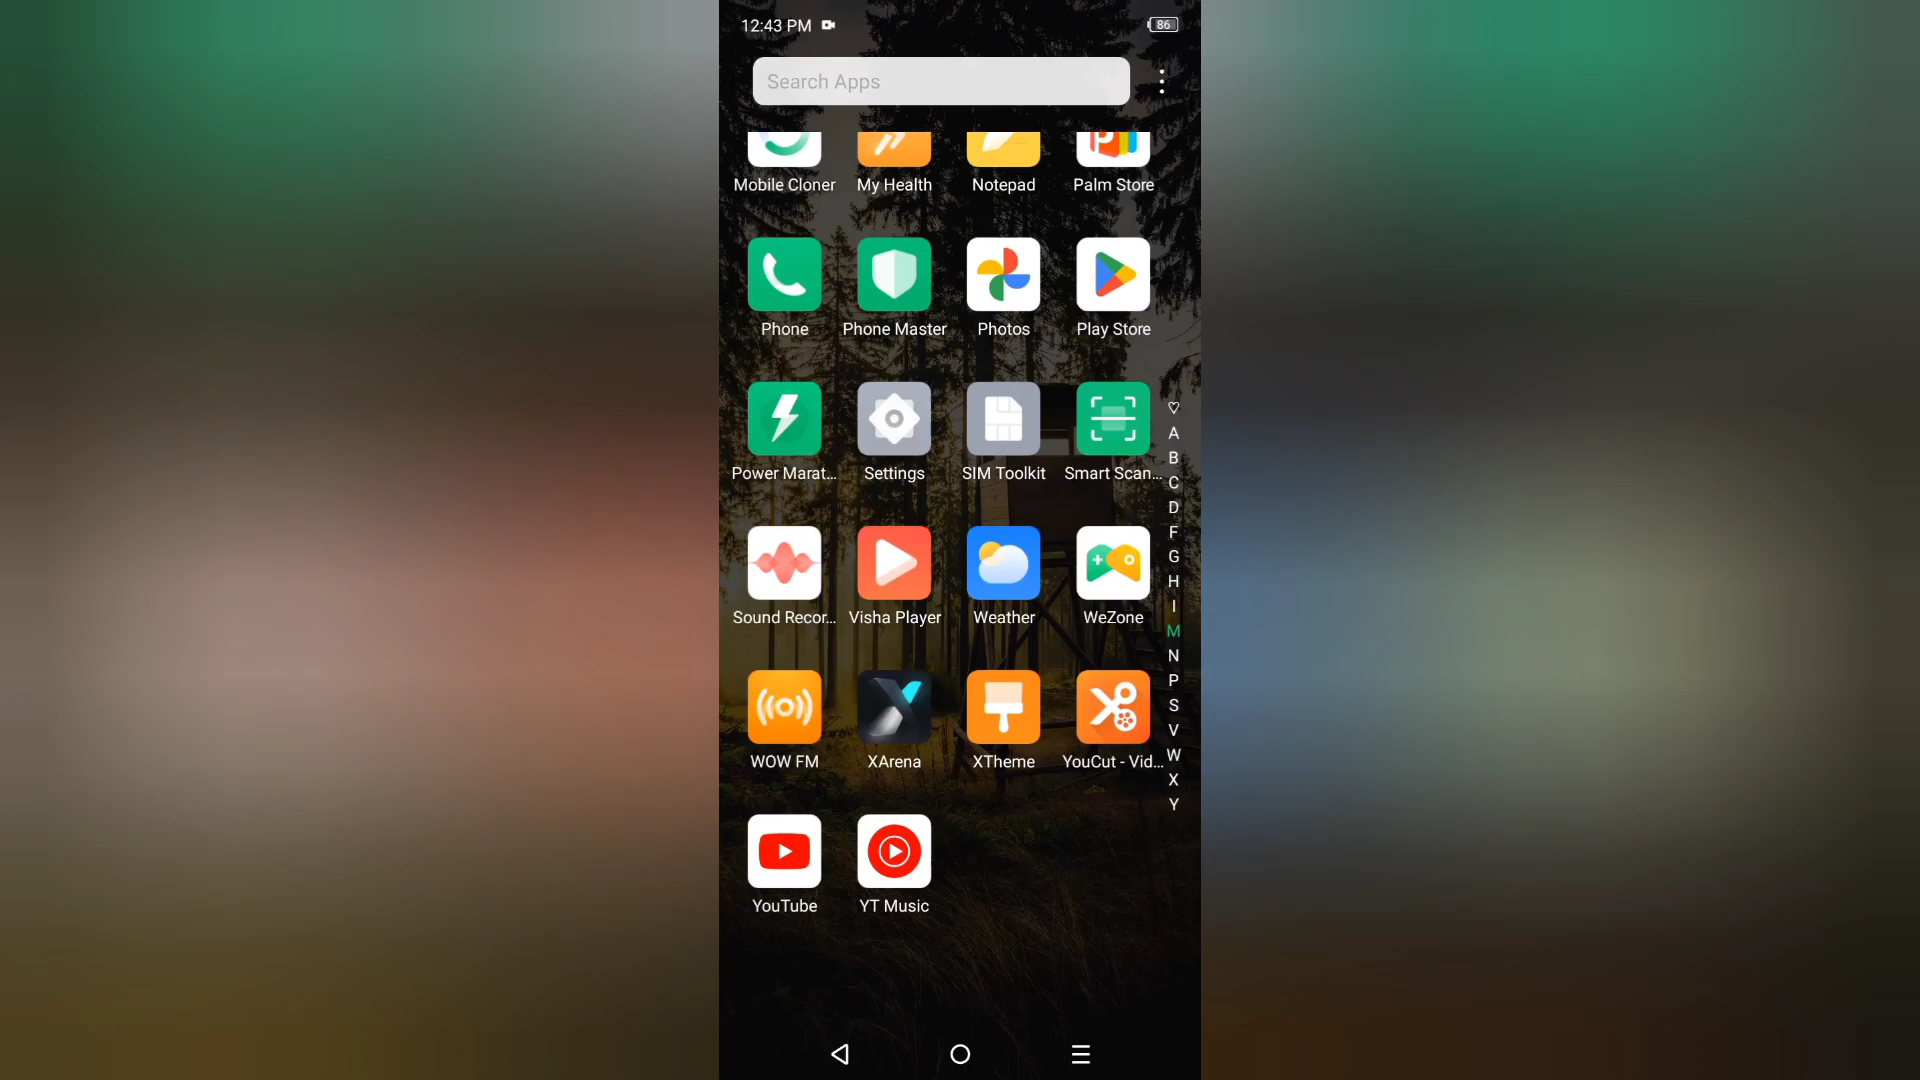 12:43 PM
86
Search Apps
Mobile Cloner My Health Notepad Palm Store
Phone Phone Master Photos Play Store
Power Marat... Settings SIM Toolkit Smart Scan...
Sound Recor... Visha Player Weather WeZone
WOW FM XArena XTheme YouCut - Vid...
YouTube YT Music
A
B
C
D
F
G
H
I
M
N
P
S
V
W
X
Y